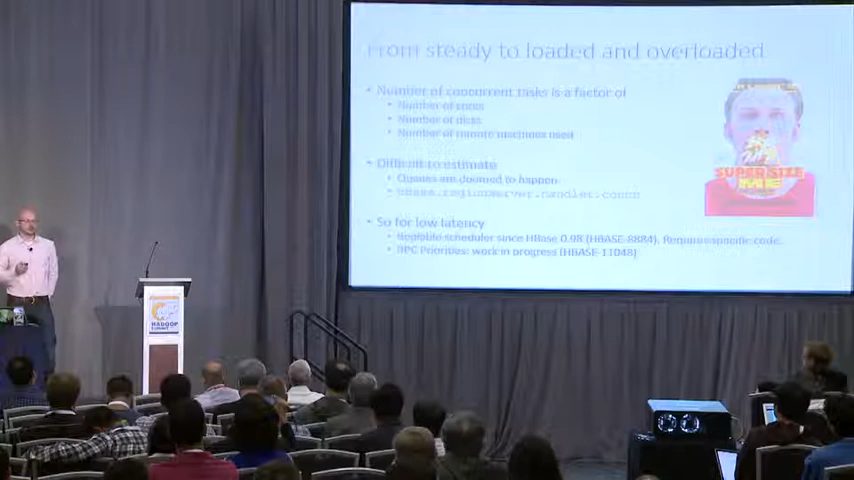 From steady to loaded and overloaded
• Number of concurrent tasks is a factor of
• Number of cores
• Number of disks
• Number of remote machines used
• Difficult to estimate
• Queues are doomed to happen
• hbase.regionserver.handler.count
• So for low latency
• Replable scheduler since HBase 0.98 (HBASE-8884). Requires specific code.
• RPC Priorities: work in progress (HBASE-11048)
SUPER SIZE
ME
HADOOP